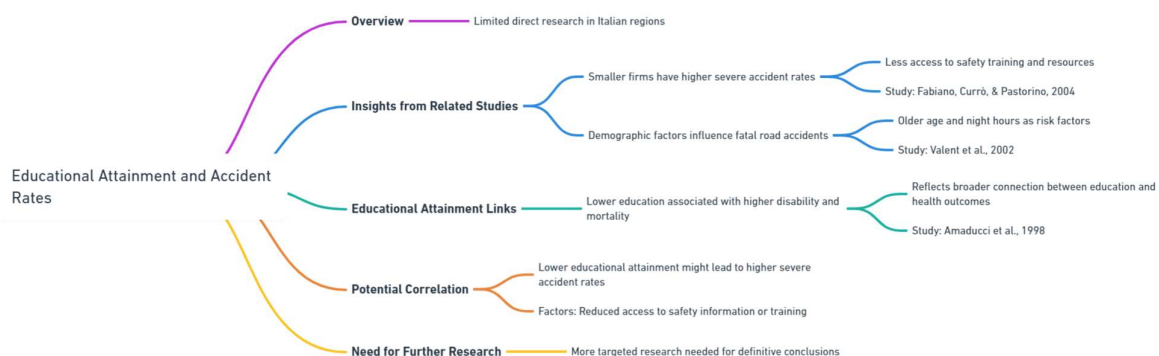 Educational Attainment and Accident
Rates
Overview
Limited direct research in Italian regions
Insights from Related Studies
Smaller firms have higher severe accident rates
Less access to safety training and resources
Study: Fabiano, Currò, & Pastorino, 2004
Demographic factors influence fatal road accidents
Older age and night hours as risk factors
Study: Valent et al., 2002
Educational Attainment Links
Lower education associated with higher disability and
mortality
Reflects broader connection between education and
health outcomes
Study: Amaducci et al., 1998
Potential Correlation
Lower educational attainment might lead to higher severe
accident rates
Factors: Reduced access to safety information or training
Need for Further Research
More targeted research needed for definitive conclusions